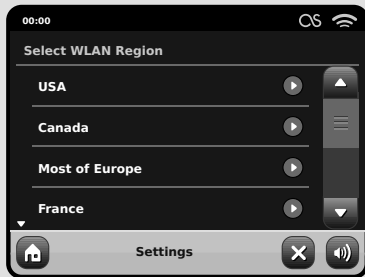 00:00
Select WLAN Region
USA
Canada
Most of Europe
France
Settings